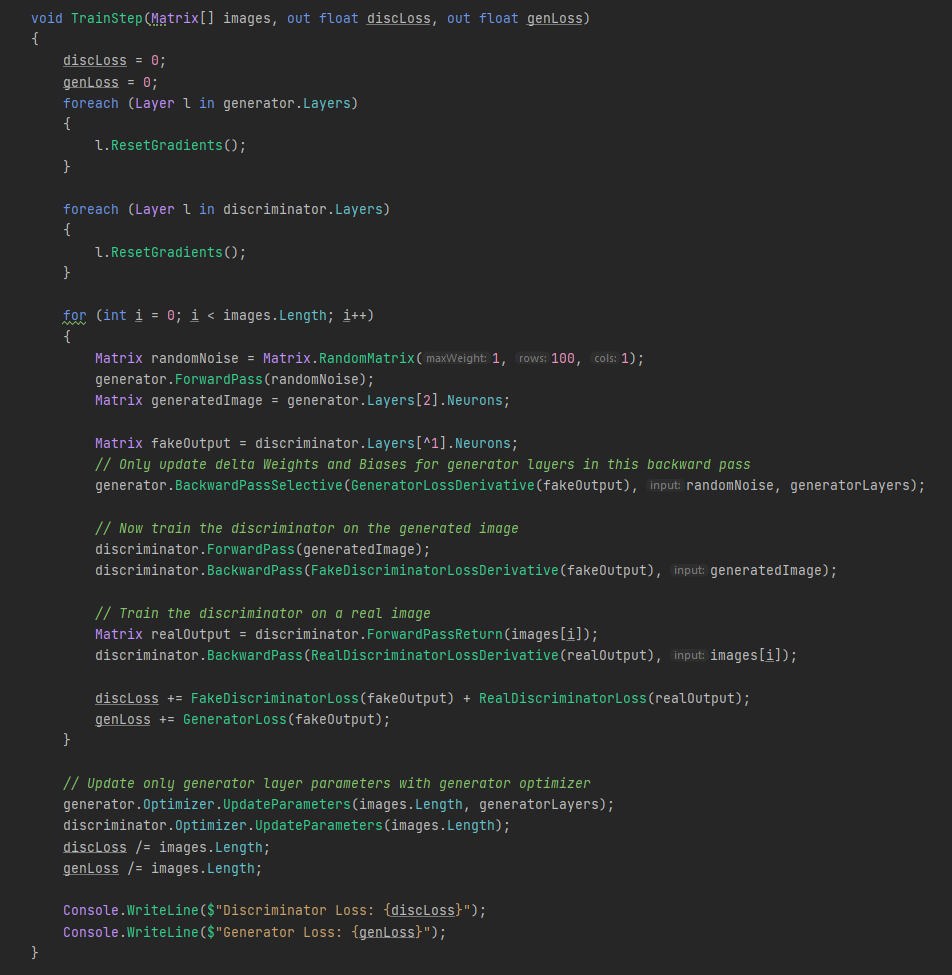 void TrainStep(Matrix[] images, out float discLoss, out float genLoss)
{
discLoss = 0;
genLoss = 0;
foreach (Layer l in generator.Layers)
{
l.ResetGradients();
}
foreach (Layer l in discriminator.Layers)
{
l.ResetGradients();
}
for (int i = 0; i < images.Length; i++)
{
Matrix randomNoise = Matrix.RandomMatrix( maxWeight: 1, rows: 100, cols: 1);
generator.ForwardPass(randomNoise);
Matrix generatedImage = generator.Layers[2].Neurons;
Matrix fakeOutput = discriminator.Layers[^1].Neurons;
// Only update delta Weights and Biases for generator layers in this backward pass
generator.BackwardPassSelective(GeneratorLossDerivative(fakeOutput), input: randomNoise, generatorLayers);
// Now train the discriminator on the generated image
discriminator.ForwardPass(generatedImage);
discriminator.BackwardPass(FakeDiscriminatorLossDerivative(fakeOutput), input: generatedImage);
// Train the discriminator on a real image
Matrix realOutput = discriminator.ForwardPassReturn(images[i]);
discriminator.BackwardPass(RealDiscriminatorLossDerivative(realOutput), input: images[i]);
discLoss += FakeDiscriminatorLoss(fakeOutput) + RealDiscriminatorLoss(realOutput);
genLoss += GeneratorLoss(fakeOutput);
}
// Update only generator layer parameters with generator optimizer
generator.Optimizer.UpdateParameters(images.Length, generatorLayers);
discriminator.Optimizer.UpdateParameters(images.Length);
discLoss /= images.Length;
genLoss /= images.Length;
Console.WriteLine($"Discriminator Loss: {discLoss}");
Console.WriteLine($"Generator Loss: {genLoss}");
}